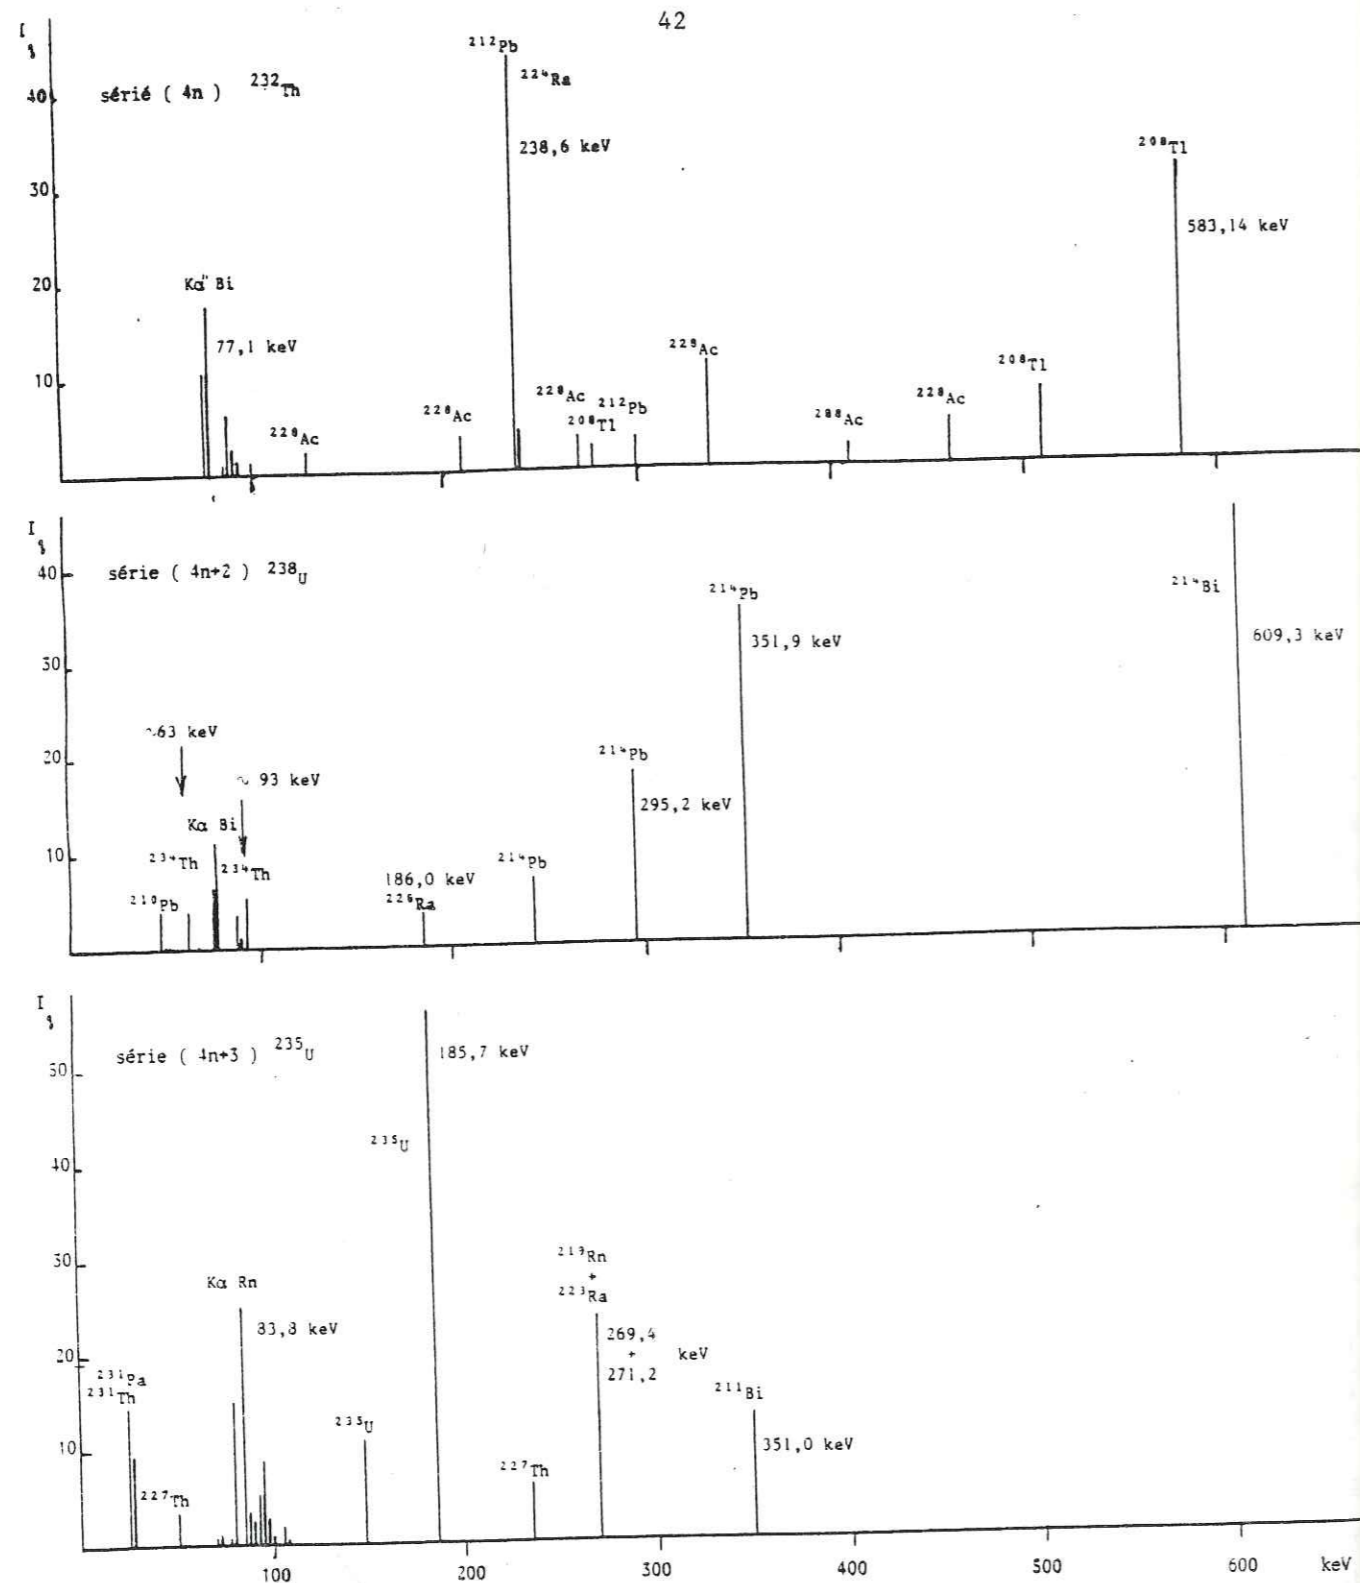 42
I
%
sérié ( 4n ) ²³²Th
40
30
20
10
²¹²Pb
²²⁴Ra
238,6 keV
²⁰⁸Tl
583,14 keV
Kα" Bi
77,1 keV
²²⁸Ac
²²⁸Ac
²²⁸Ac
²⁰⁸Tl
²¹²Pb
²²⁸Ac
²⁸⁸Ac
²²⁸Ac
²⁰⁸Tl
I
%
série ( 4n+2 ) ²³⁸U
40
30
20
10
~63 keV
~ 93 keV
Kα Bi
²³⁴Th
²³⁴Th
²¹⁰Pb
186,0 keV
²²⁶Ra
²¹⁴Pb
²¹⁴Pb
295,2 keV
²¹⁴Pb
351,9 keV
²¹⁴Bi
609,3 keV
I
%
série ( 4n+3 ) ²³⁵U
50
40
30
20
10
185,7 keV
²³⁵U
Kα Rn
83,8 keV
²³¹Pa
²³¹Th
²²⁷Th
²³⁵U
²²⁷Th
²¹⁹Rn
+
²²³Ra
269,4
+ keV
271,2
²¹¹Bi
351,0 keV
100 200 300 400 500 600 keV